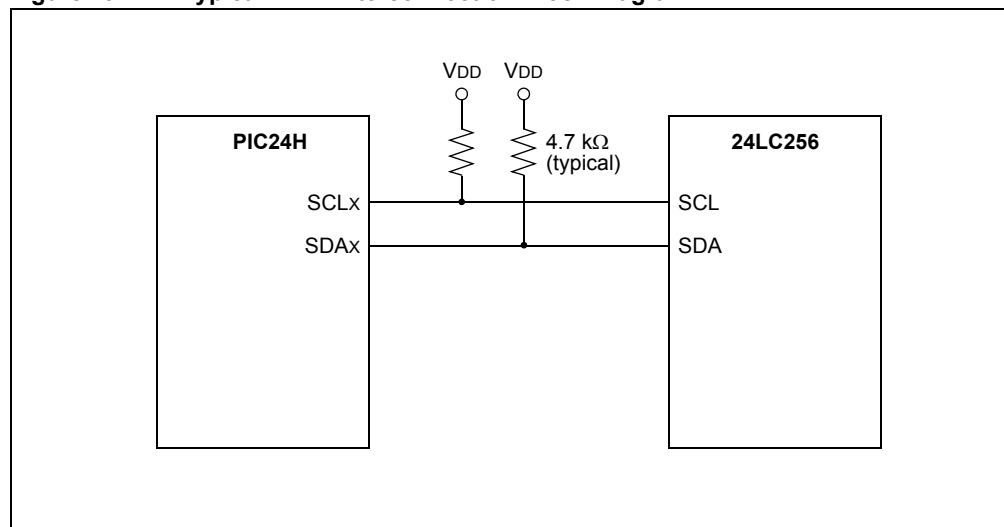 VDD VDD
PIC24H
4.7 kΩ
(typical)
24LC256
SCLx
SCL
SDAx
SDA